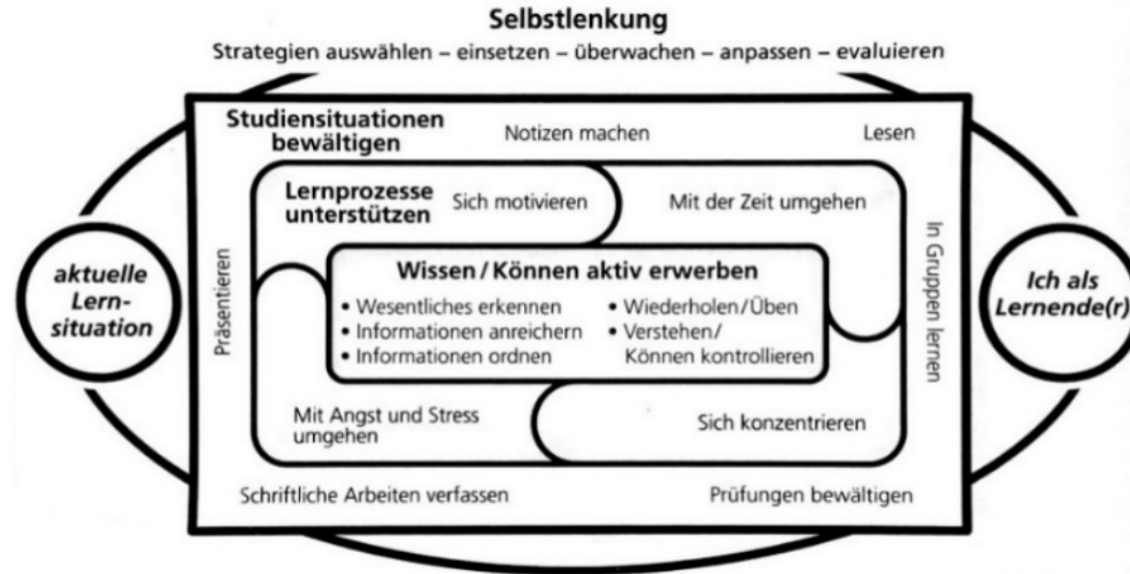 Selbstlenkung
Strategien auswählen – einsetzen – überwachen – anpassen – evaluieren
Studiensituationen
bewältigen
Notizen machen
Lesen
Lernprozesse
unterstützen
Sich motivieren
Mit der Zeit umgehen
aktuelle
Lern-
situation
Präsentieren
Wissen/Können aktiv erwerben
• Wesentliches erkennen
• Informationen anreichern
• Informationen ordnen
• Wiederholen/Üben
• Verstehen/
Können kontrollieren
In Gruppen lernen
Ich als
Lernende(r)
Mit Angst und Stress
umgehen
Sich konzentrieren
Schriftliche Arbeiten verfassen
Prüfungen bewältigen